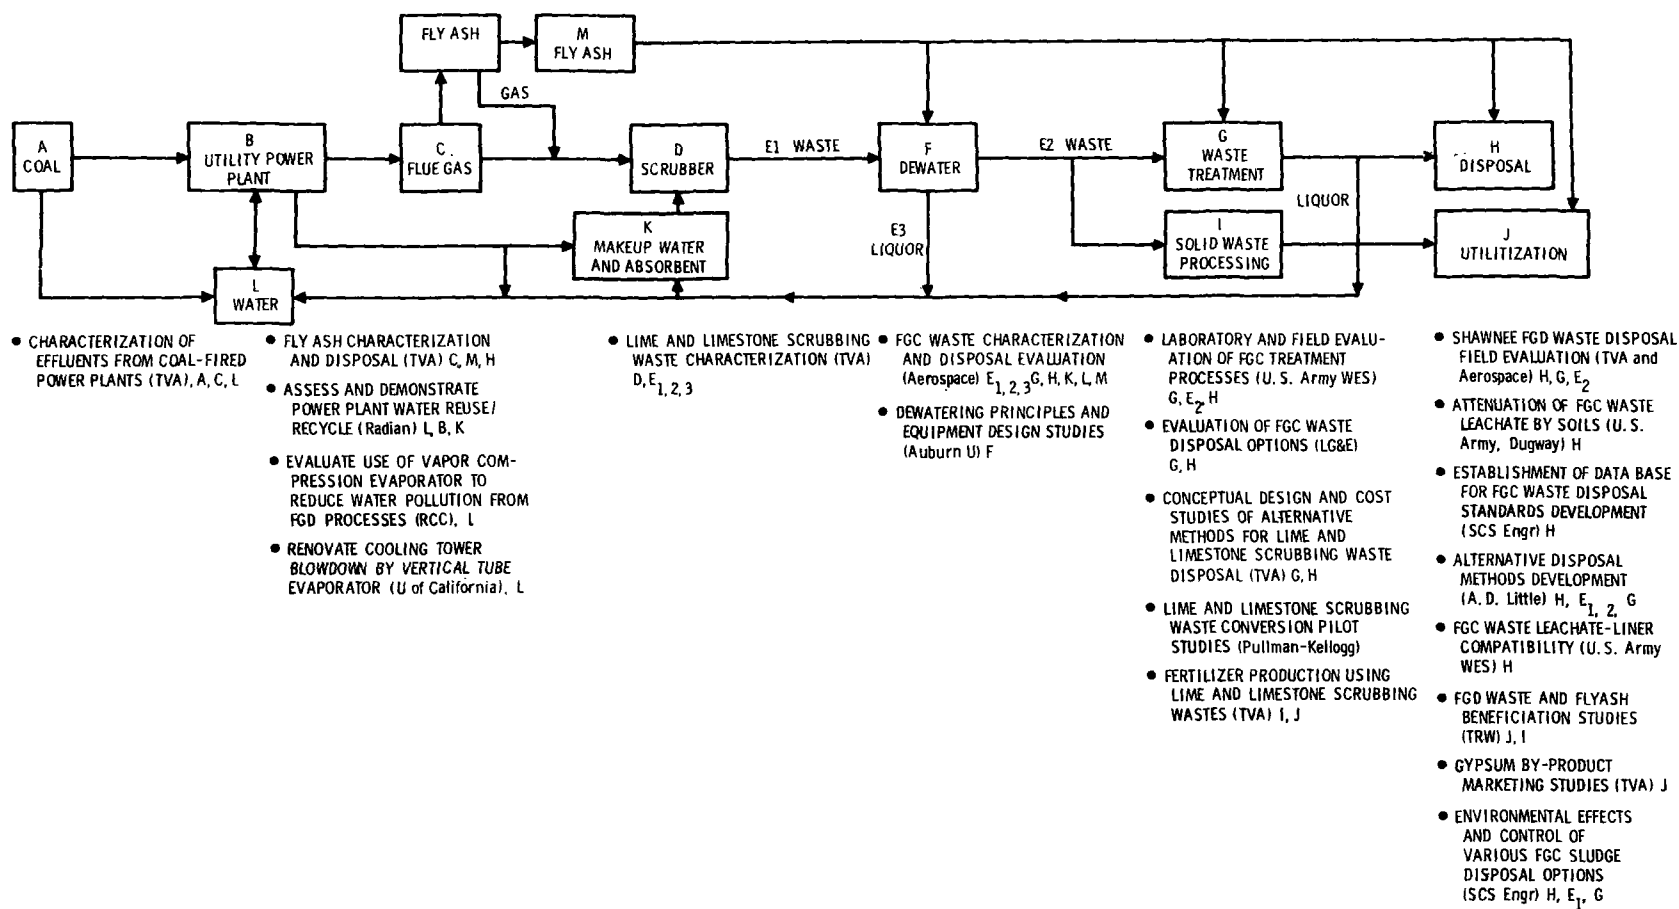 FLY ASH
M
FLY ASH
GAS
A
COAL
B
UTILITY POWER
PLANT
C.
FLUE GAS
D
SCRUBBER
E1 WASTE
F
DEWATER
E2 WASTE
G
WASTE
TREATMENT
H
DISPOSAL
LIQUOR
K
MAKEUP WATER
AND ABSORBENT
E3
LIQUOR
I
SOLID WASTE
PROCESSING
J
UTILITIZATION
L
WATER
● CHARACTERIZATION OF
EFFLUENTS FROM COAL-FIRED
POWER PLANTS (TVA), A, C, L
● FLY ASH CHARACTERIZATION
AND DISPOSAL (TVA) C, M, H
● ASSESS AND DEMONSTRATE
POWER PLANT WATER REUSE/
RECYCLE (Radian) L, B, K
● EVALUATE USE OF VAPOR COM-
PRESSION EVAPORATOR TO
REDUCE WATER POLLUTION FROM
FGD PROCESSES (RCC), L
● RENOVATE COOLING TOWER
BLOWDOWN BY VERTICAL TUBE
EVAPORATOR (U of California), L
● LIME AND LIMESTONE SCRUBBING
WASTE CHARACTERIZATION (TVA)
D, E1, 2, 3
● FGC WASTE CHARACTERIZATION
AND DISPOSAL EVALUATION
(Aerospace) E1, 2, 3 G, H, K, L, M
● DEWATERING PRINCIPLES AND
EQUIPMENT DESIGN STUDIES
(Auburn U) F
● LABORATORY AND FIELD EVALU-
ATION OF FGC TREATMENT
PROCESSES (U. S. Army WES)
G, E2, H
● EVALUATION OF FGC WASTE
DISPOSAL OPTIONS (LG&E)
G, H
● CONCEPTUAL DESIGN AND COST
STUDIES OF ALTERNATIVE
METHODS FOR LIME AND
LIMESTONE SCRUBBING WASTE
DISPOSAL (TVA) G, H
● LIME AND LIMESTONE SCRUBBING
WASTE CONVERSION PILOT
STUDIES (Pullman-Kellogg)
● FERTILIZER PRODUCTION USING
LIME AND LIMESTONE SCRUBBING
WASTES (TVA) I, J
● SHAWNEE FGD WASTE DISPOSAL
FIELD EVALUATION (TVA and
Aerospace) H, G, E2
● ATTENUATION OF FGC WASTE
LEACHATE BY SOILS (U. S.
Army, Dugway) H
● ESTABLISHMENT OF DATA BASE
FOR FGC WASTE DISPOSAL
STANDARDS DEVELOPMENT
(SCS Engr) H
● ALTERNATIVE DISPOSAL
METHODS DEVELOPMENT
(A. D. Little) H, E1, 2, G
● FGC WASTE LEACHATE-LINER
COMPATIBILITY (U. S. Army
WES) H
● FGD WASTE AND FLYASH
BENEFICIATION STUDIES
(TRW) J, I
● GYPSUM BY-PRODUCT
MARKETING STUDIES (TVA) J
● ENVIRONMENTAL EFFECTS
AND CONTROL OF
VARIOUS FGC SLUDGE
DISPOSAL OPTIONS
(SCS Engr) H, E1, G